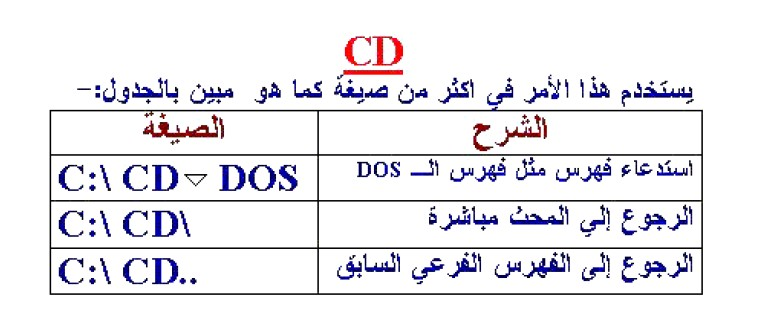 CD
يستخدم هذا الأمر في اكثر من صيغة كما هو مبين بالجدول:-
الشرح الصيغة
استدعاء فهرس مثل فهرس الــ DOS C:\ CD▽ DOS
الرجوع إلي المحث مباشرة C:\ CD\
الرجوع إلى الفهرس الفرعي السابق C:\ CD..